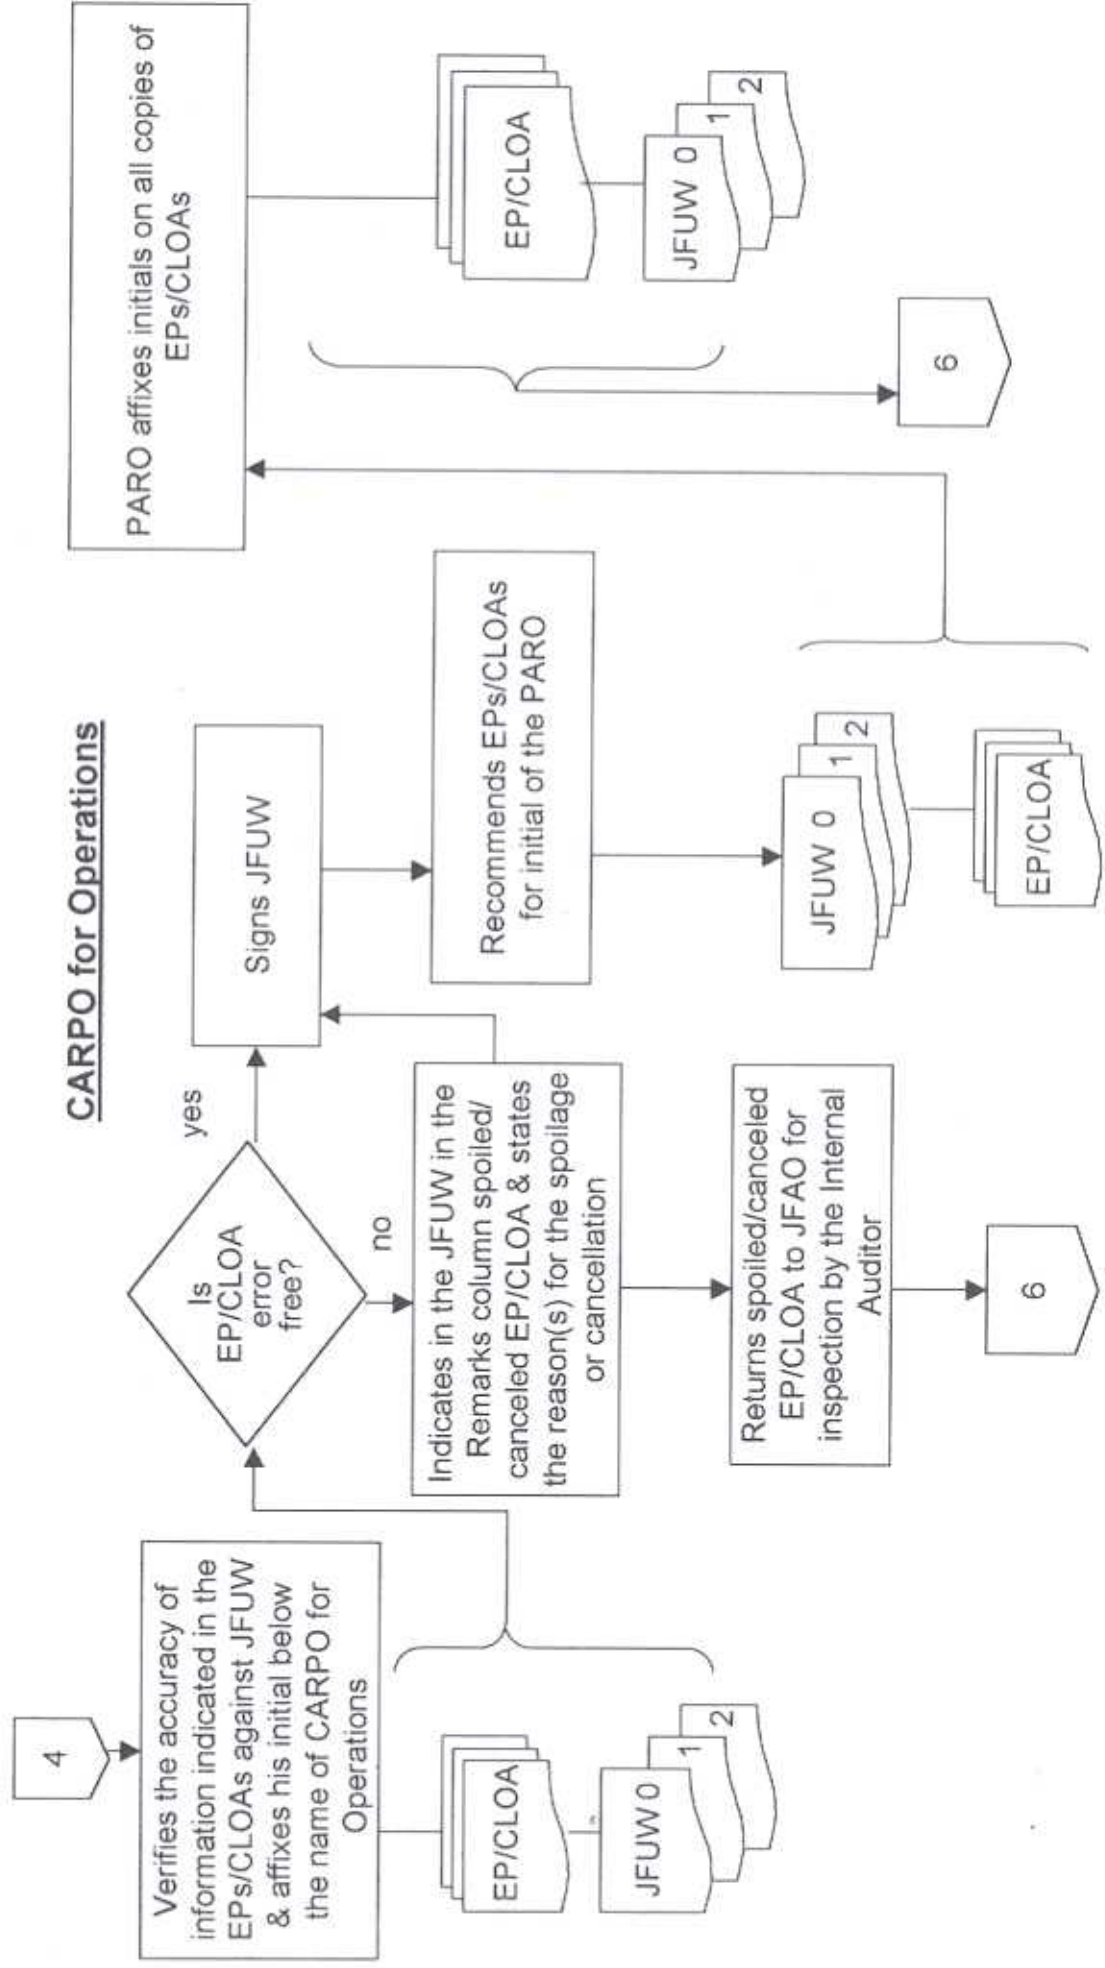 CARPO for Operations
4
Verifies the accuracy of
information indicated in the
EPs/CLOAs against JFUW
& affixes his initial below
the name of CARPO for
Operations
EP/CLOA
JFUW 0
1
2
Is
EP/CLOA
error
free?
yes
no
Indicates in the JFUW in the
Remarks column spoiled/
canceled EP/CLOA & states
the reason(s) for the spoilage
or cancellation
Returns spoiled/canceled
EP/CLOA to JFAO for
inspection by the Internal
Auditor
6
Signs JFUW
Recommends EPs/CLOAs
for initial of the PARO
JFUW 0
1
2
EP/CLOA
PARO affixes initials on all copies of
EPs/CLOAs
EP/CLOA
JFUW 0
1
2
6